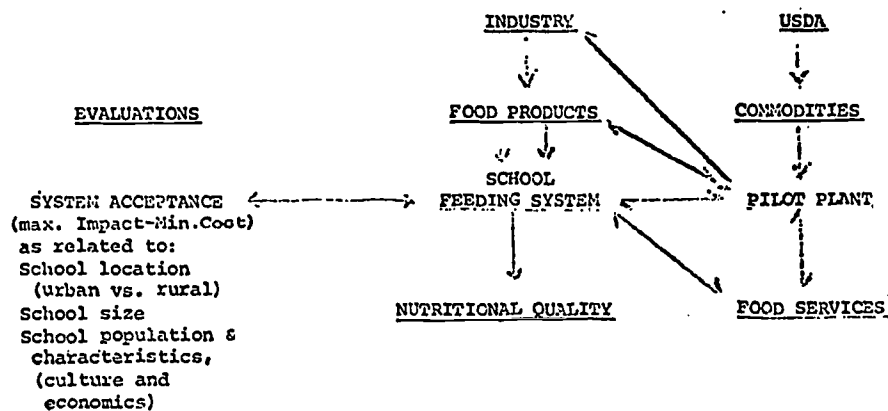 INDUSTRY
USDA
EVALUATIONS
FOOD PRODUCTS
COMMODITIES
SYSTEM ACCEPTANCE
(max. Impact-Min.Cost)
as related to:
School location
(urban vs. rural)
School size
School population &
characteristics,
(culture and
economics)
SCHOOL
FEEDING SYSTEM
PILOT PLANT
NUTRITIONAL QUALITY
FOOD SERVICES